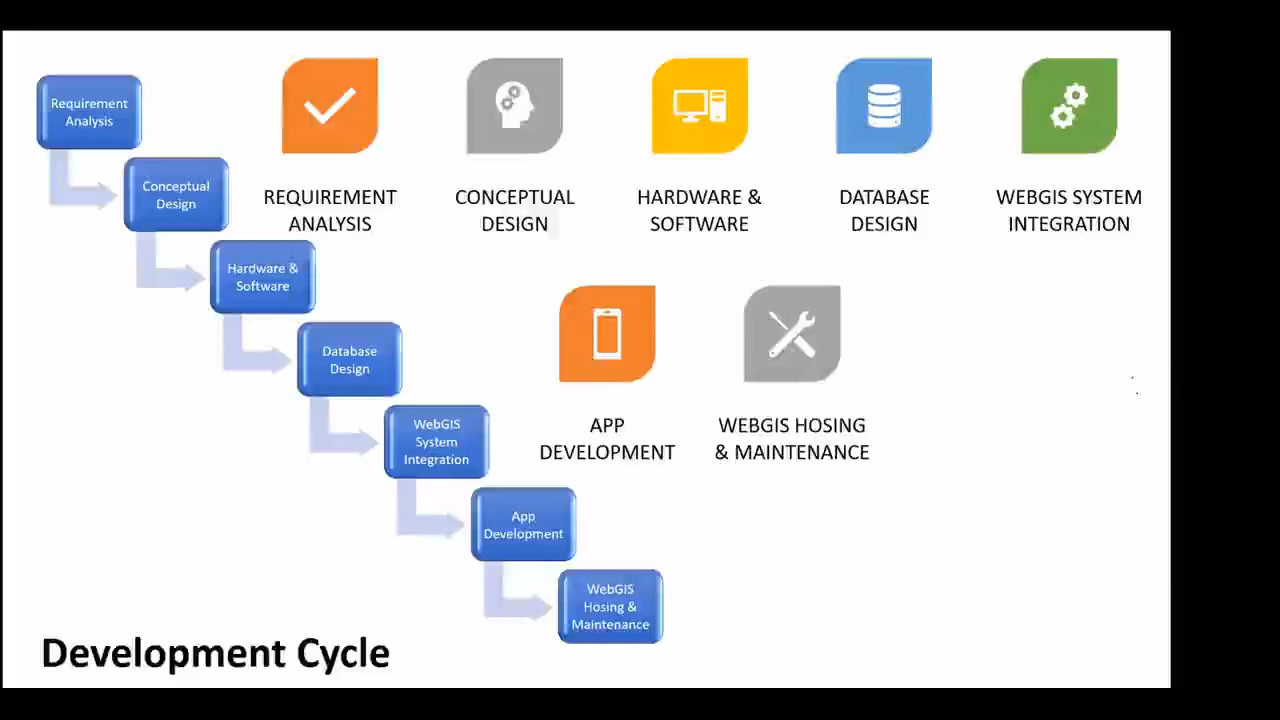 Requirement
Analysis
Conceptual
Design
Hardware &
Software
Database
Design
WebGIS
System
Integration
App
Development
WebGIS
Hosing &
Maintenance
REQUIREMENT
ANALYSIS
CONCEPTUAL
DESIGN
HARDWARE &
SOFTWARE
DATABASE
DESIGN
WEBGIS SYSTEM
INTEGRATION
APP
DEVELOPMENT
WEBGIS HOSING
& MAINTENANCE
Development Cycle